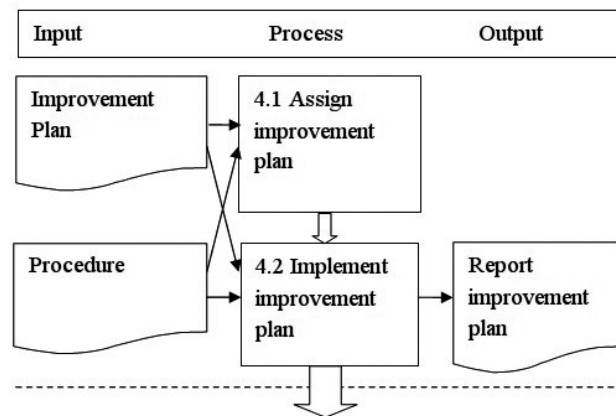 Input Process Output
Improvement
Plan
4.1 Assign
improvement
plan
Procedure
4.2 Implement
improvement
plan
Report
improvement
plan